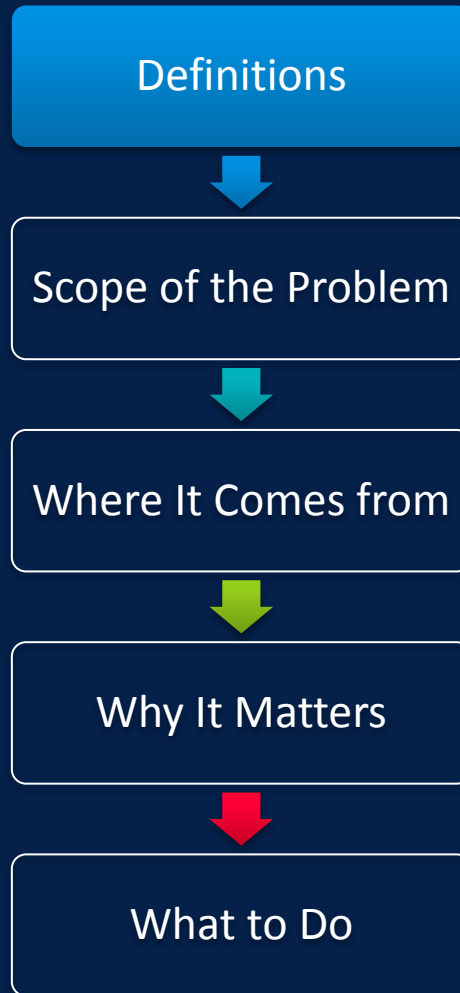 Definitions
Scope of the Problem
Where It Comes from
Why It Matters
What to Do